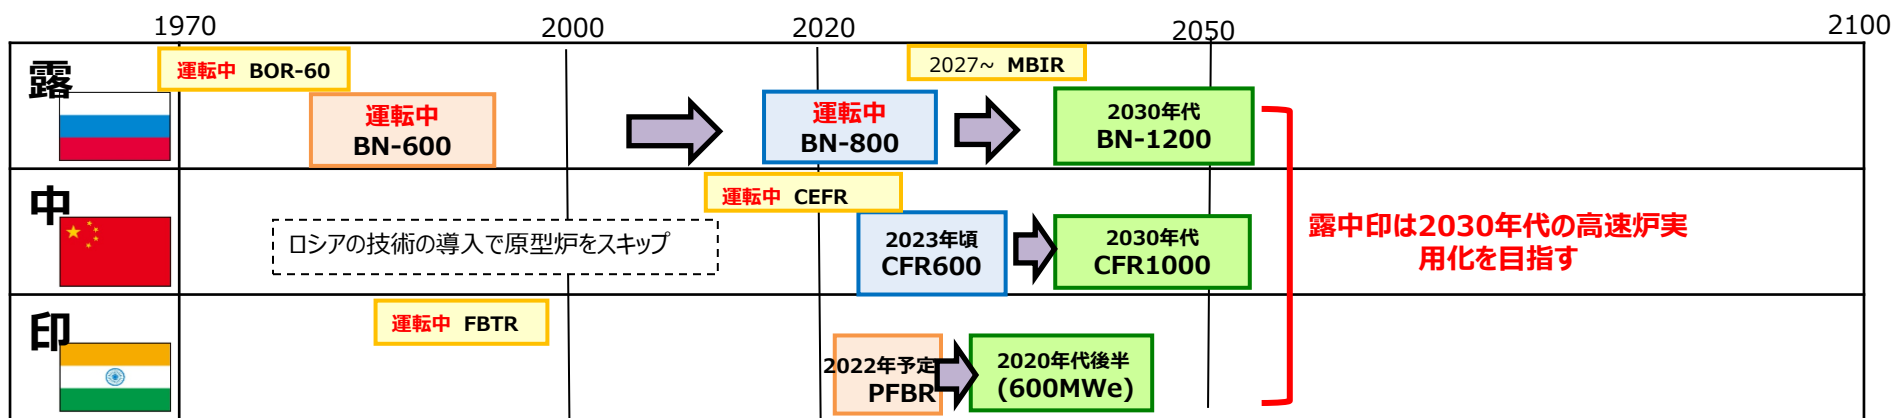 1970
2000
2020
2050
2100
露
運転中 BOR-60
2027~ MBIR
運転中
BN-600
運転中
BN-800
2030年代
BN-1200
中
運転中 CEFR
ロシアの技術の導入で原型炉をスキップ
2023年頃
CFR600
2030年代
CFR1000
露中印は2030年代の高速炉実
用化を目指す
印
運転中 FBTR
2022年予定
PFBR
2020年代後半
(600MWe)